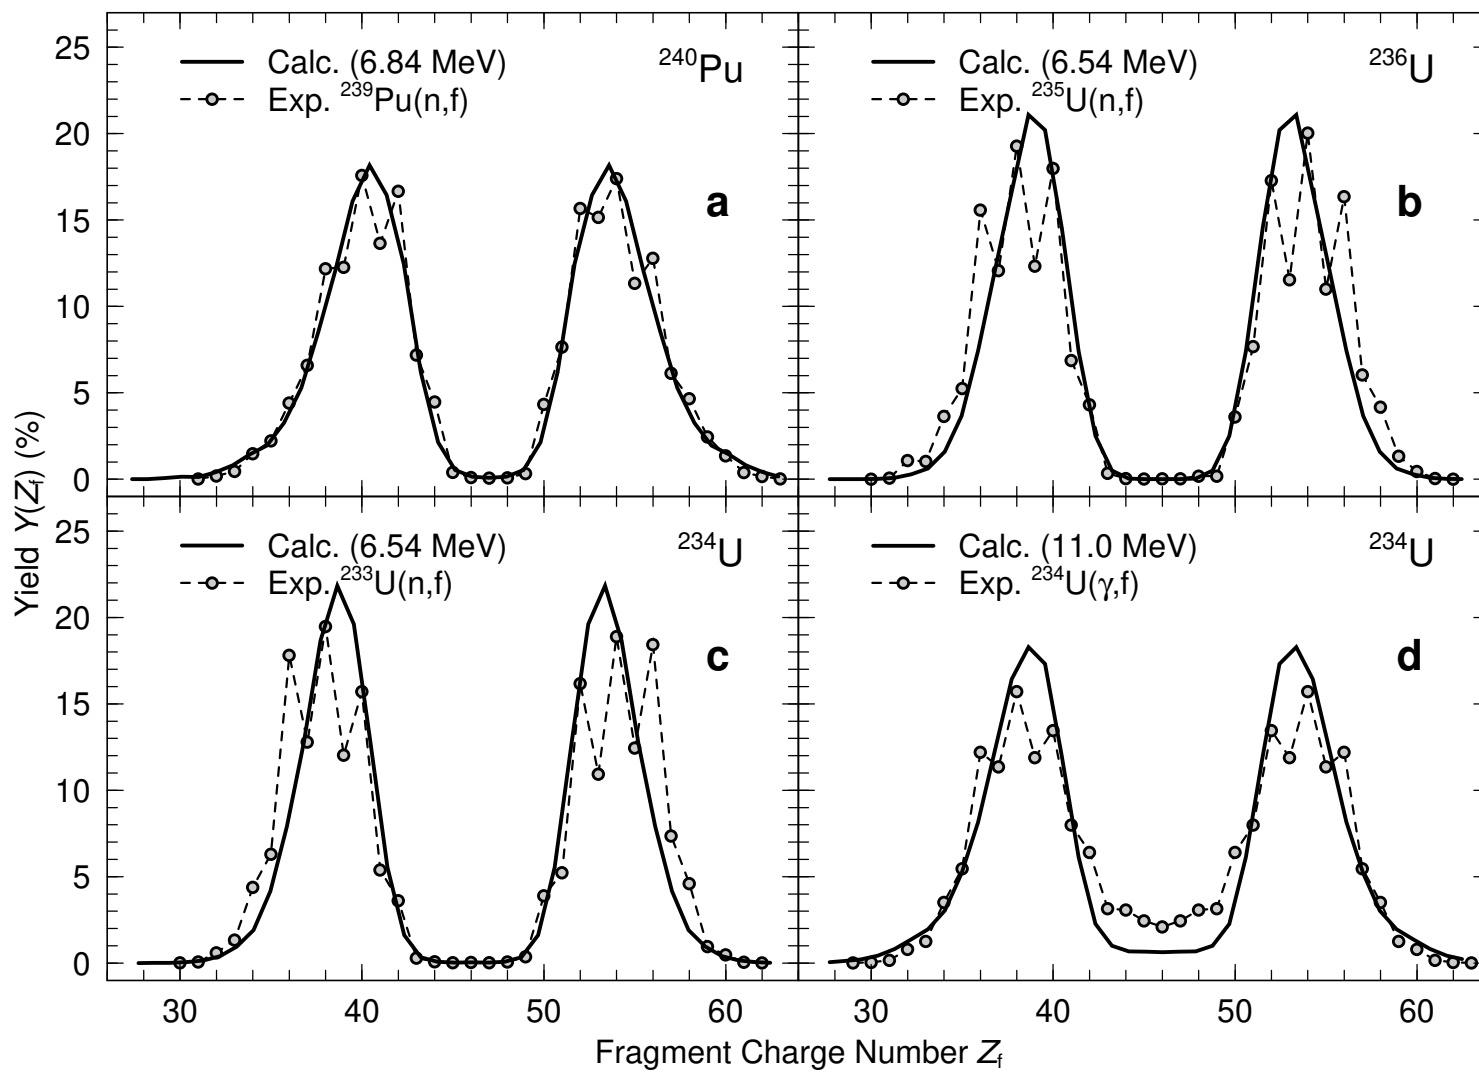 Calc. (6.84 MeV)
Exp. ²³⁹Pu(n,f)
²⁴⁰Pu
a
Calc. (6.54 MeV)
Exp. ²³⁵U(n,f)
²³⁶U
b
25
20
15
10
5
0
Calc. (6.54 MeV)
Exp. ²³³U(n,f)
²³⁴U
c
Calc. (11.0 MeV)
Exp. ²³⁴U(γ,f)
²³⁴U
d
25
20
15
10
5
0
Yield Y(Z_f) (%)
30 40 50 60 30 40 50 60
Fragment Charge Number Z_f